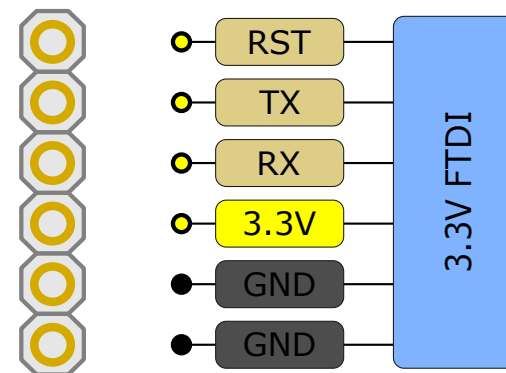 RST
TX
RX
3.3V
GND
GND
3.3V FTDI